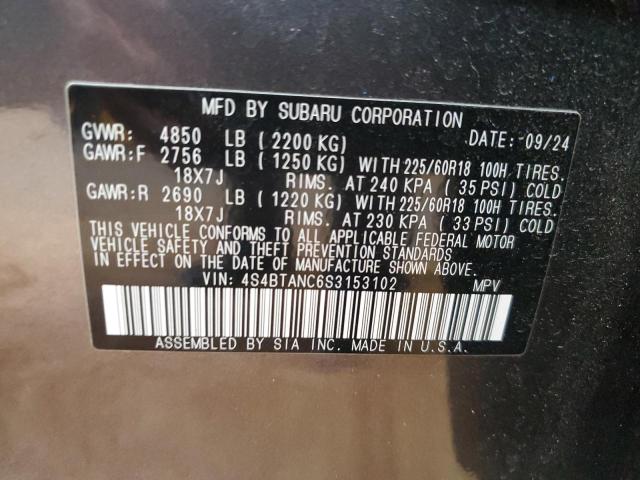 MFD BY SUBARU CORPORATION
GVWR: 4850 LB ( 2200 KG) DATE: 09/24
GAWR:F 2756 LB ( 1250 KG) WITH 225/60R18 100H TIRES.
18X7J RIMS. AT 240 KPA ( 35 PSI) COLD
GAWR:R 2690 LB ( 1220 KG) WITH 225/60R18 100H TIRES.
18X7J RIMS. AT 230 KPA ( 33 PSI) COLD
THIS VEHICLE CONFORMS TO ALL APPLICABLE FEDERAL MOTOR
VEHICLE SAFETY AND THEFT PREVENTION STANDARDS
IN EFFECT ON THE DATE OF MANUFACTURE SHOWN ABOVE.
VIN: 4S4BTANC6S3153102 MPV
ASSEMBLED BY SIA INC. MADE IN U.S.A.